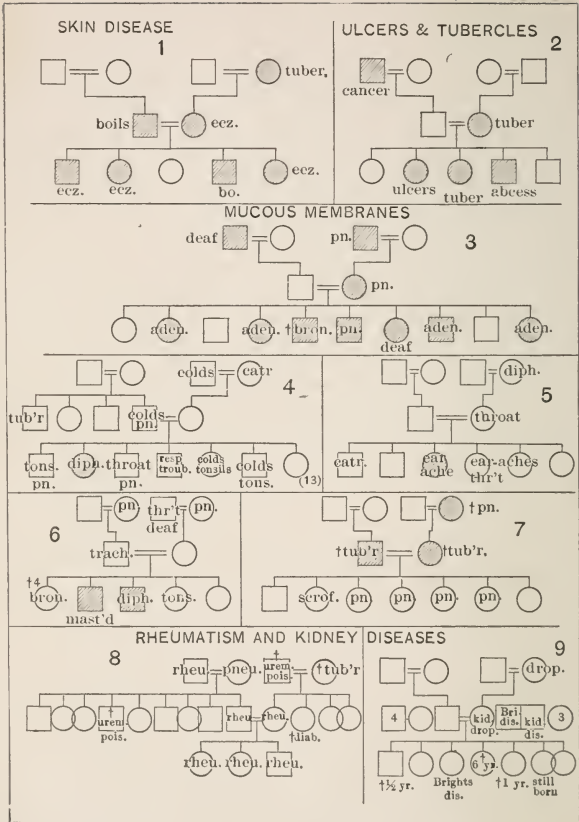 SKIN DISEASE
1
tuber.
boils
ecz.
ecz.
ecz.
ecz.
bo.
ULCERS & TUBERCLES
2
cancer
tuber
ulcers
tuber
abcess
MUCOUS MEMBRANES
3
deaf
pn.
pn.
aden.
aden.
†bron.
pn.
deaf
aden.
aden.
4
colds
catr
tub'r
colds
pn.
tons.
pn.
diph.
throat
pn.
resp
troub.
colds
tonsils
colds
tons.
(13)
5
diph.
throat
catr.
ear
ache
ear-aches
thr't
6
pn.
thr't
deaf
pn.
trach.
†4
bron.
mast'd
diph.
tons.
7
†pn.
†tub'r
†tub'r.
scrof.
pn
pn.
pn.
pn.
RHEUMATISM AND KIDNEY DISEASES
8
rheu.
pneu.
†
urem
pois.
†tub'r
†
urem.
pois.
rheu
rheu.
†diab.
rheu.
rheu.
rheu.
9
drop.
4
kid.
drop.
Bri.
dis.
kid.
dis.
3
†½ yr.
Brights
dis.
6†yr.
†1 yr.
still
born